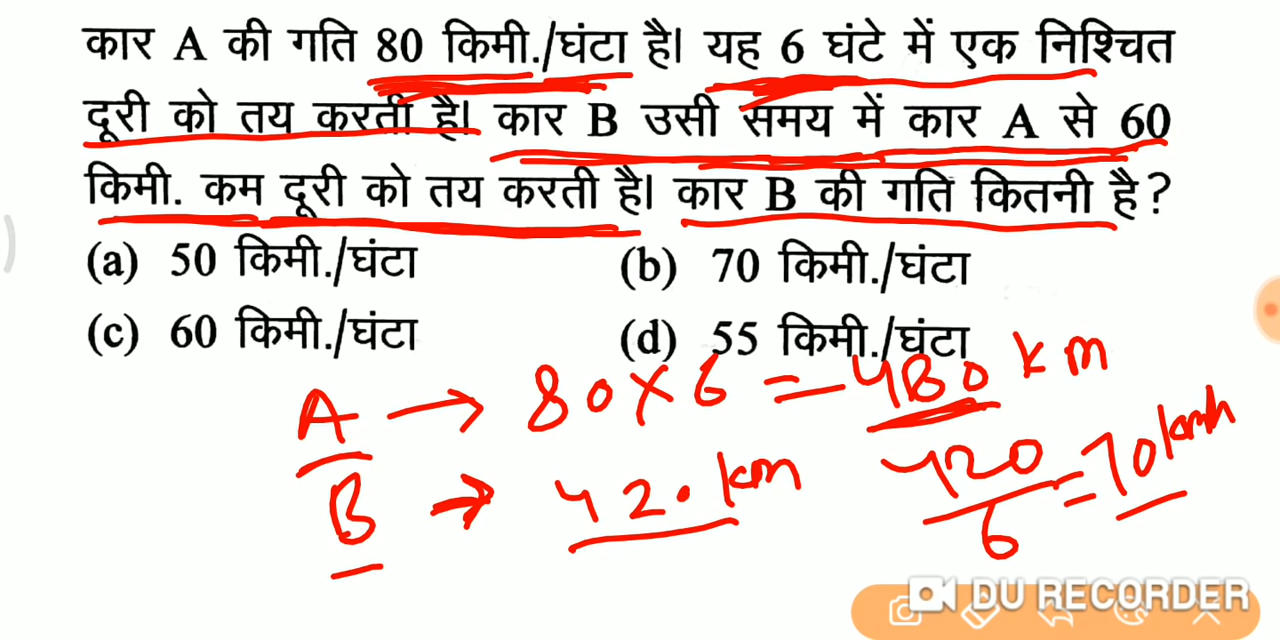 कार A की गति 80 किमी./घंटा है। यह 6 घंटे में एक निश्चित
दूरी को तय करती है। कार B उसी समय में कार A से 60
किमी. कम दूरी को तय करती है। कार B की गति कितनी है?
(a) 50 किमी./घंटा (b) 70 किमी./घंटा
(c) 60 किमी./घंटा (d) 55 किमी./घंटा
A → 80 × 6 = 480 km
B → 420 km
420/6 = 70 kmh
DU RECORDER